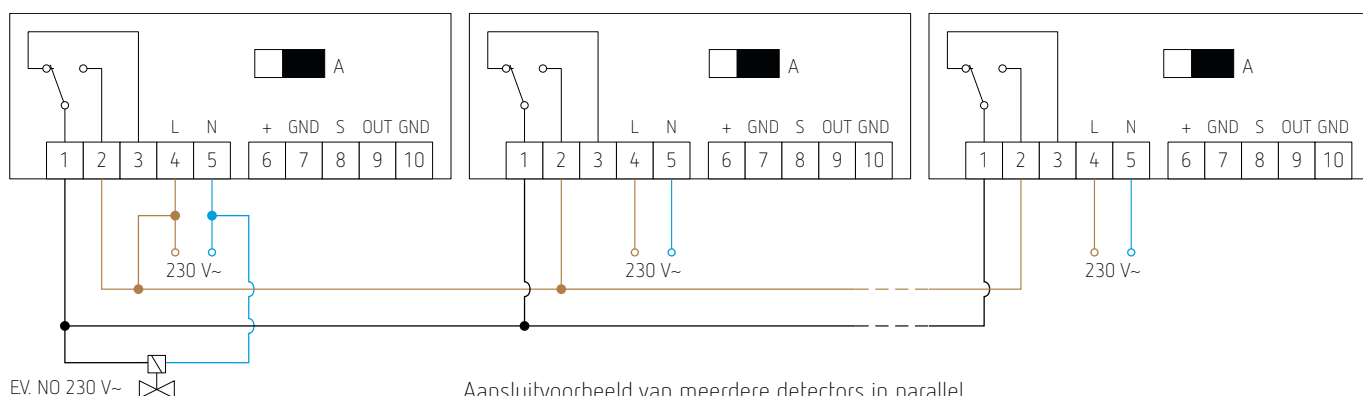 A A A
L N + GND S OUT GND L N + GND S OUT GND L N + GND S OUT GND
1 2 3 4 5 6 7 8 9 10 1 2 3 4 5 6 7 8 9 10 1 2 3 4 5 6 7 8 9 10
230 V~ 230 V~ 230 V~
E.V. NO 230 V~ Aansluitvoorbeeld van meerdere detectors in parallel